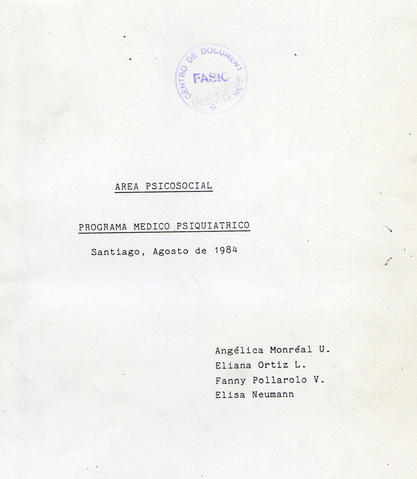 CENTRO DE DOCUMENTACION
FASIC
AREA PSICOSOCIAL
PROGRAMA MEDICO PSIQUIATRICO
Santiago, Agosto de 1984
Angélica Monréal U.
Eliana Ortiz L.
Fanny Pollarolo V.
Elisa Neumann